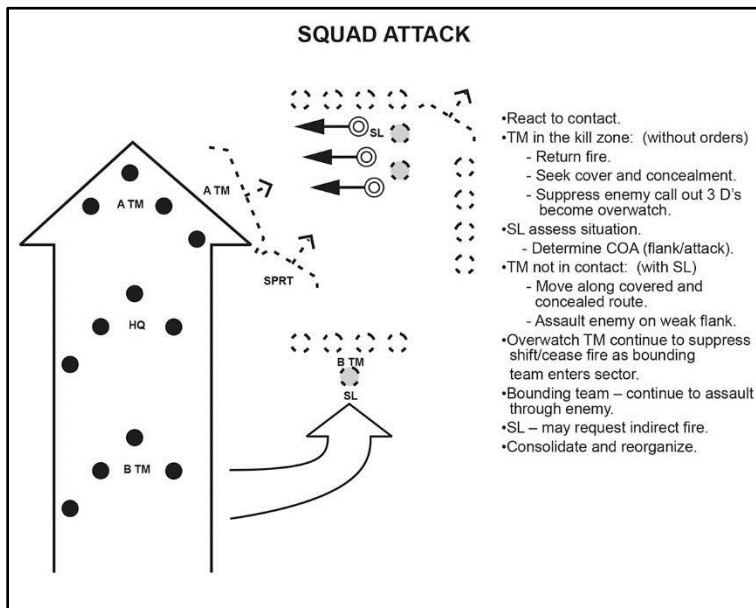 SQUAD ATTACK
SL
A TM
A TM
SPRT
HQ
B TM
SL
B TM
•React to contact.
•TM in the kill zone: (without orders)
- Return fire.
- Seek cover and concealment.
- Suppress enemy call out 3 D's
become overwatch.
•SL assess situation.
- Determine COA (flank/attack).
•TM not in contact: (with SL)
- Move along covered and
concealed route.
- Assault enemy on weak flank.
•Overwatch TM continue to suppress
shift/cease fire as bounding
team enters sector.
•Bounding team – continue to assault
through enemy.
•SL – may request indirect fire.
•Consolidate and reorganize.